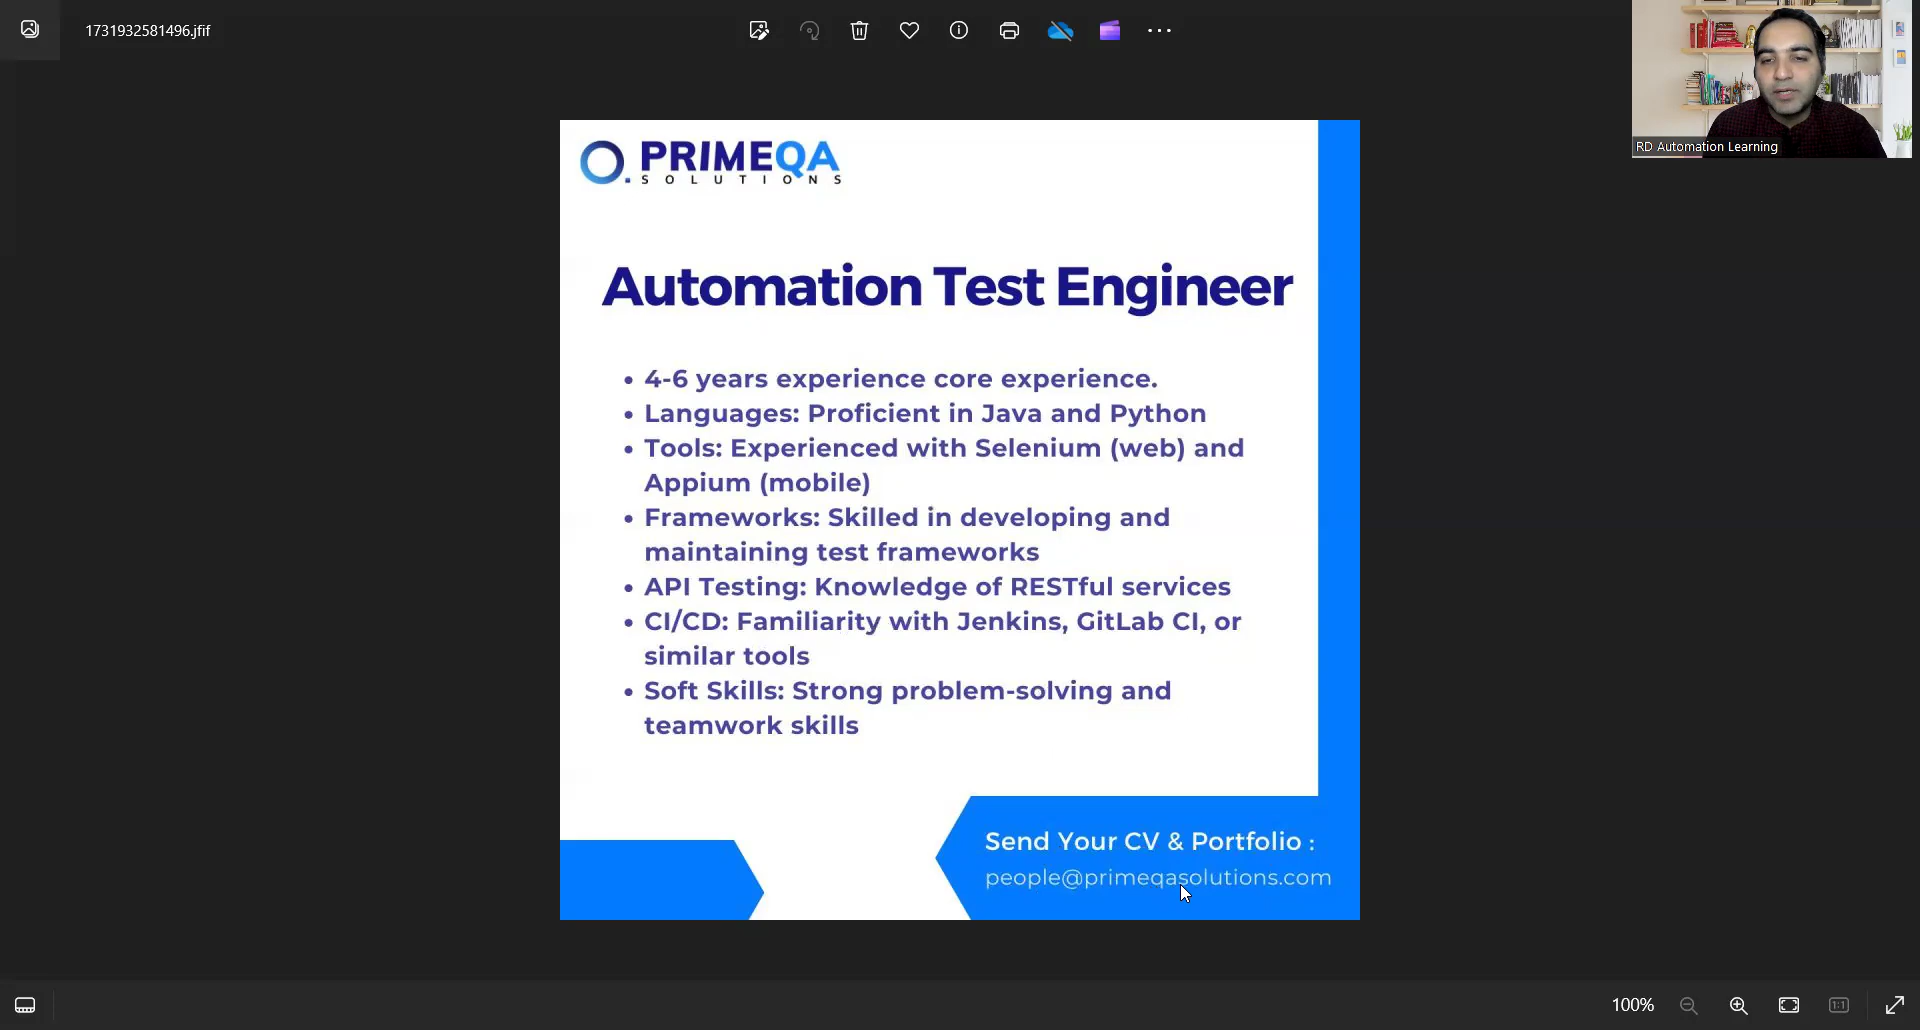 1731932581496.jfif
RD Automation Learning
PRIMEQA
SOLUTIONS
Automation Test Engineer
• 4-6 years experience core experience.
• Languages: Proficient in Java and Python
• Tools: Experienced with Selenium (web) and
Appium (mobile)
• Frameworks: Skilled in developing and
maintaining test frameworks
• API Testing: Knowledge of RESTful services
• CI/CD: Familiarity with Jenkins, GitLab CI, or
similar tools
• Soft Skills: Strong problem-solving and
teamwork skills
Send Your CV & Portfolio :
people@primeqasolutions.com
100%
1:1